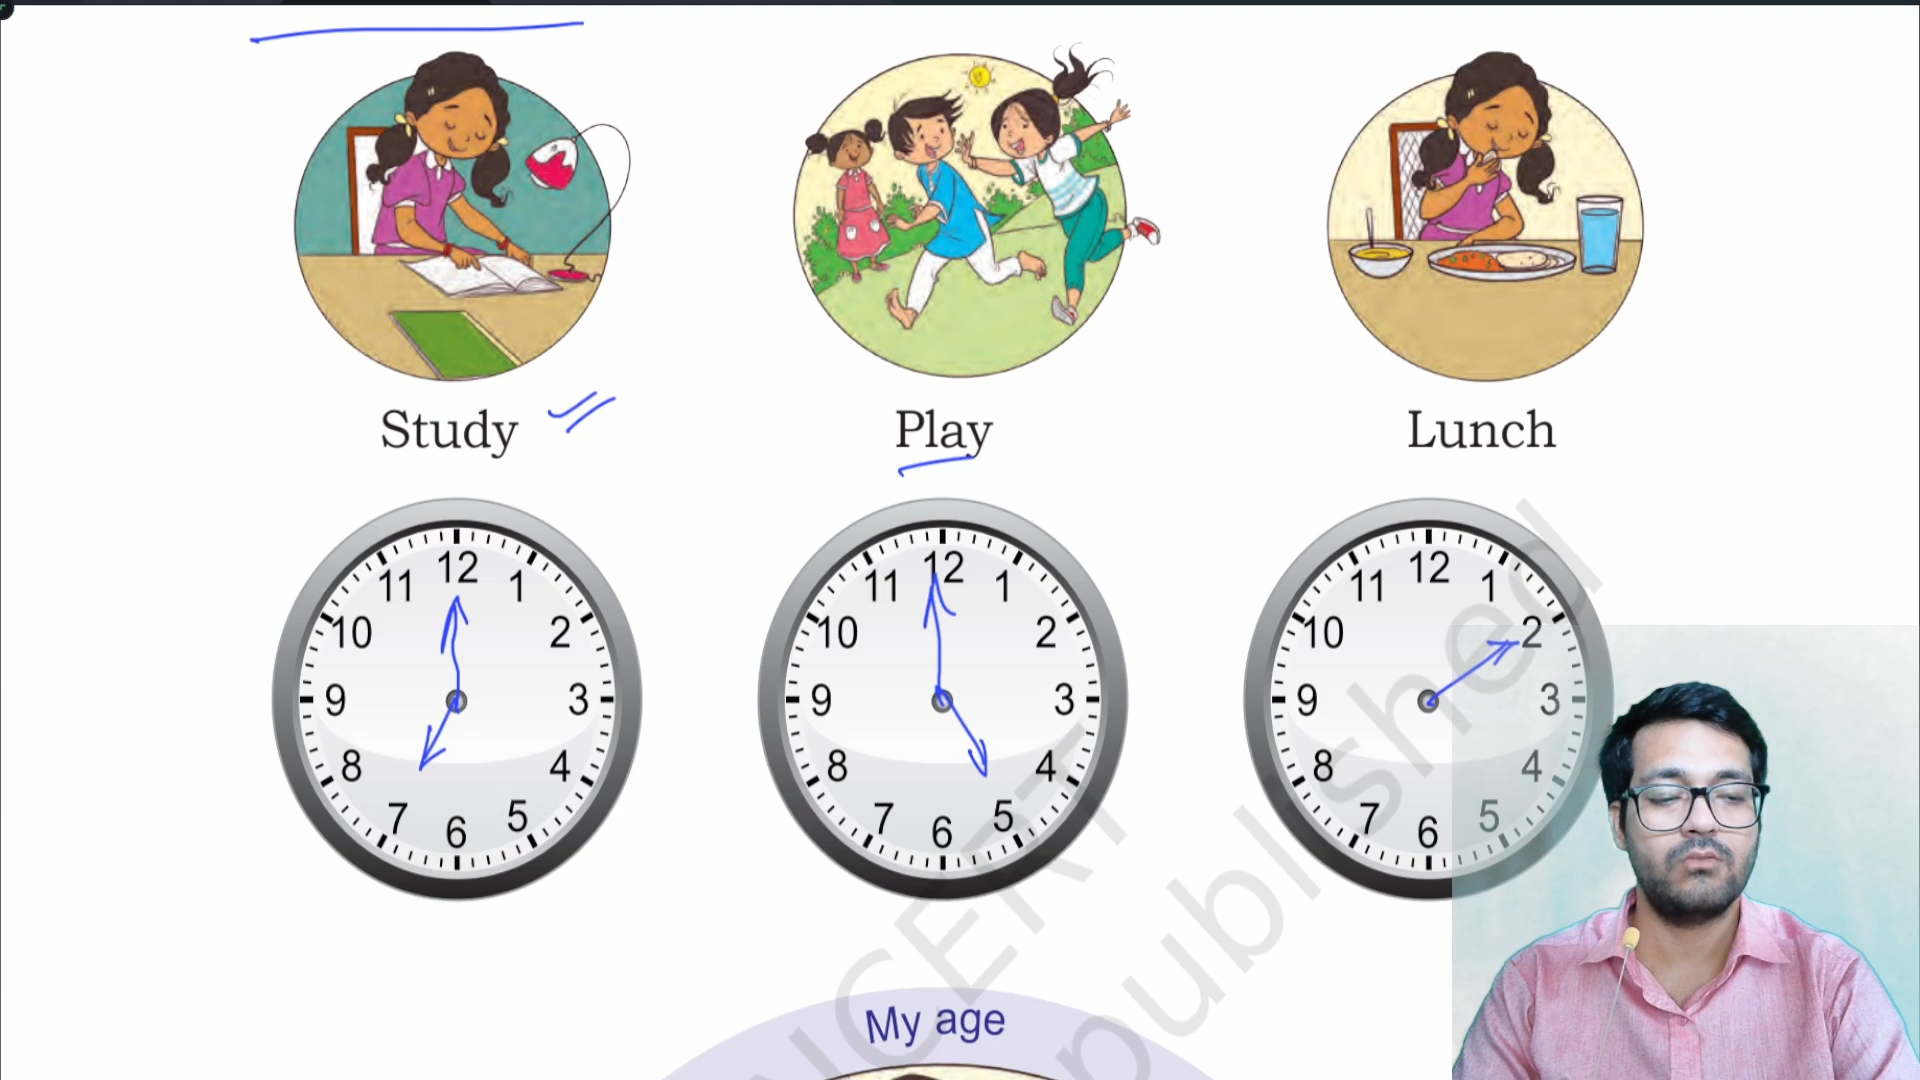 Study Play Lunch
12 12 12
11 1 11 1 11 1
10 2 10 2 10 2
9 3 9 3 9 3
8 4 8 4 8 4
7 5 7 5 7 5
6 6 6
NCERT
published
My age